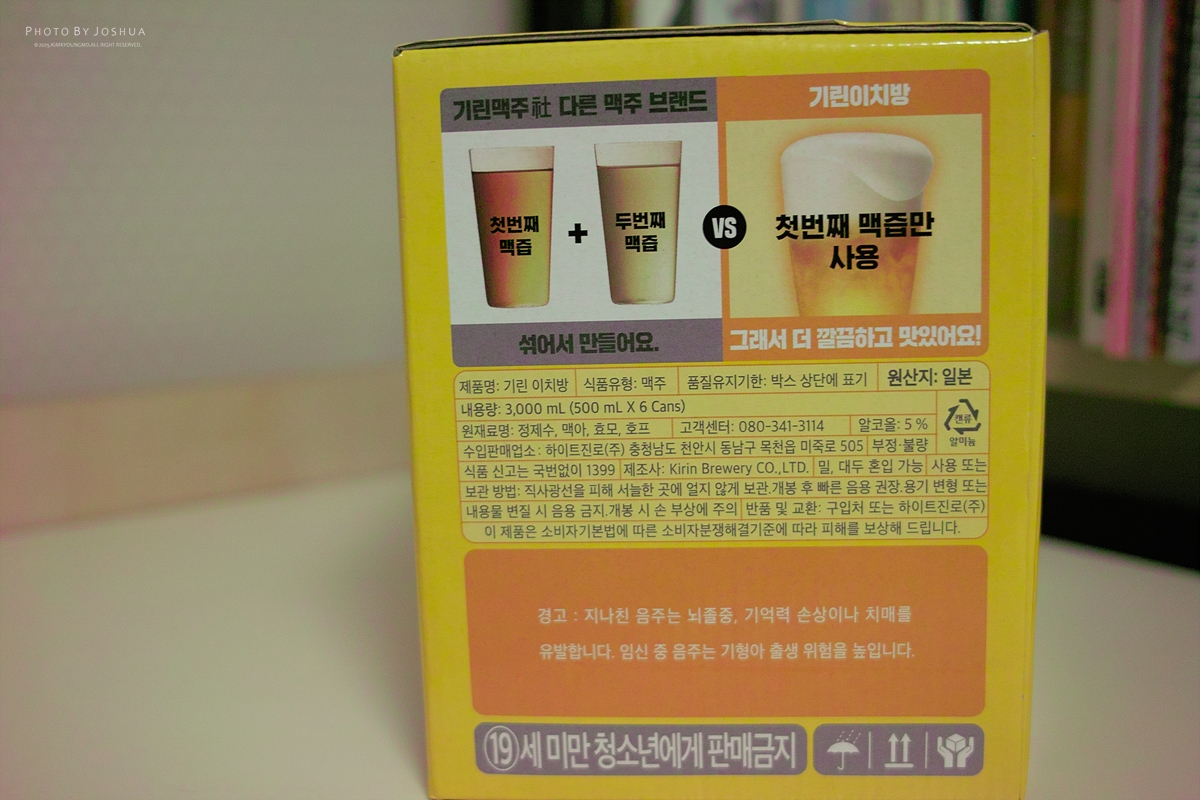 PHOTO BY JOSHUA
기린맥주社 다른 맥주 브랜드
기린이치방
첫번째
맥즙
+
두번째
맥즙
VS
첫번째 맥즙만
사용
섞어서 만들어요.
그래서 더 깔끔하고 맛있어요!
제품명: 기린 이치방 식품유형: 맥주 품질유지기한: 박스 상단에 표기 원산지: 일본
내용량: 3,000 mL (500 mL X 6 Cans)
캔류
알미늄
원재료명: 정제수, 맥아, 효모, 호프 고객센터: 080-341-3114 알코올: 5 %
수입판매업소: 하이트진로(주) 충청남도 천안시 동남구 목천읍 미죽로 505 부정·불량
식품 신고는 국번없이 1399 제조사: Kirin Brewery CO.,LTD. 밀, 대두 혼입 가능 사용 또는
보관 방법: 직사광선을 피해 서늘한 곳에 얼지 않게 보관.개봉 후 빠른 음용 권장.용기 변형 또는
내용물 변질 시 음용 금지.개봉 시 손 부상에 주의 반품 및 교환: 구입처 또는 하이트진로(주)
이 제품은 소비자기본법에 따른 소비자분쟁해결기준에 따라 피해를 보상해 드립니다.
경고 : 지나친 음주는 뇌졸중, 기억력 손상이나 치매를
유발합니다. 임신 중 음주는 기형아 출생 위험을 높입니다.
19세 미만 청소년에게 판매금지